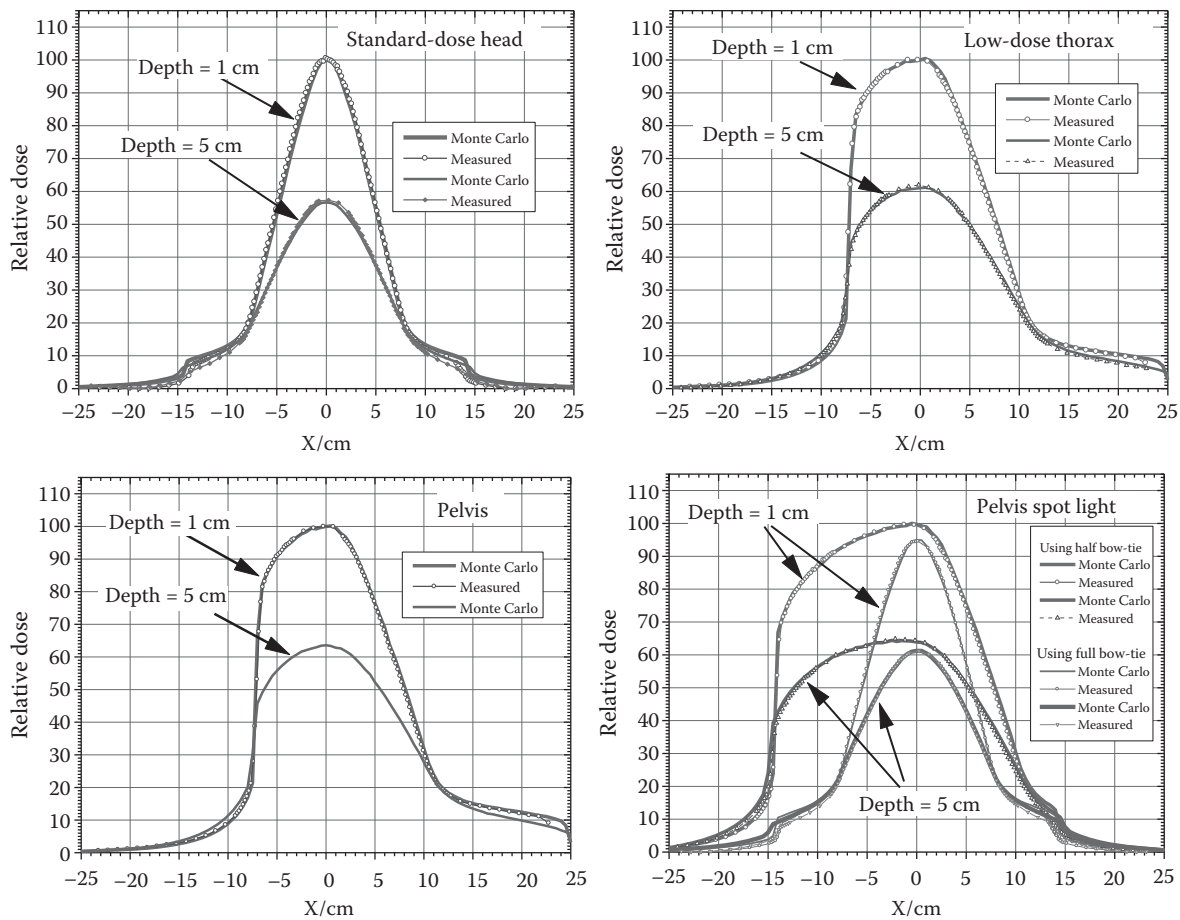 Standard-dose head
Depth = 1 cm
Depth = 5 cm
Monte Carlo
Measured
Monte Carlo
Measured
Relative dose
110
100
90
80
70
60
50
40
30
20
10
0
−25 −20 −15 −10 −5 0 5 10 15 20 25
X/cm
Low-dose thorax
Depth = 1 cm
Depth = 5 cm
Monte Carlo
Measured
Monte Carlo
Measured
Relative dose
110
100
90
80
70
60
50
40
30
20
10
0
−25 −20 −15 −10 −5 0 5 10 15 20 25
X/cm
Pelvis
Depth = 1 cm
Depth = 5 cm
Monte Carlo
Measured
Monte Carlo
Relative dose
110
100
90
80
70
60
50
40
30
20
10
0
−25 −20 −15 −10 −5 0 5 10 15 20 25
X/cm
Pelvis spot light
Depth = 1 cm
Depth = 5 cm
Using half bow-tie
Monte Carlo
Measured
Monte Carlo
Measured
Using full bow-tie
Monte Carlo
Measured
Monte Carlo
Measured
Relative dose
110
100
90
80
70
60
50
40
30
20
10
0
−25 −20 −15 −10 −5 0 5 10 15 20 25
X/cm